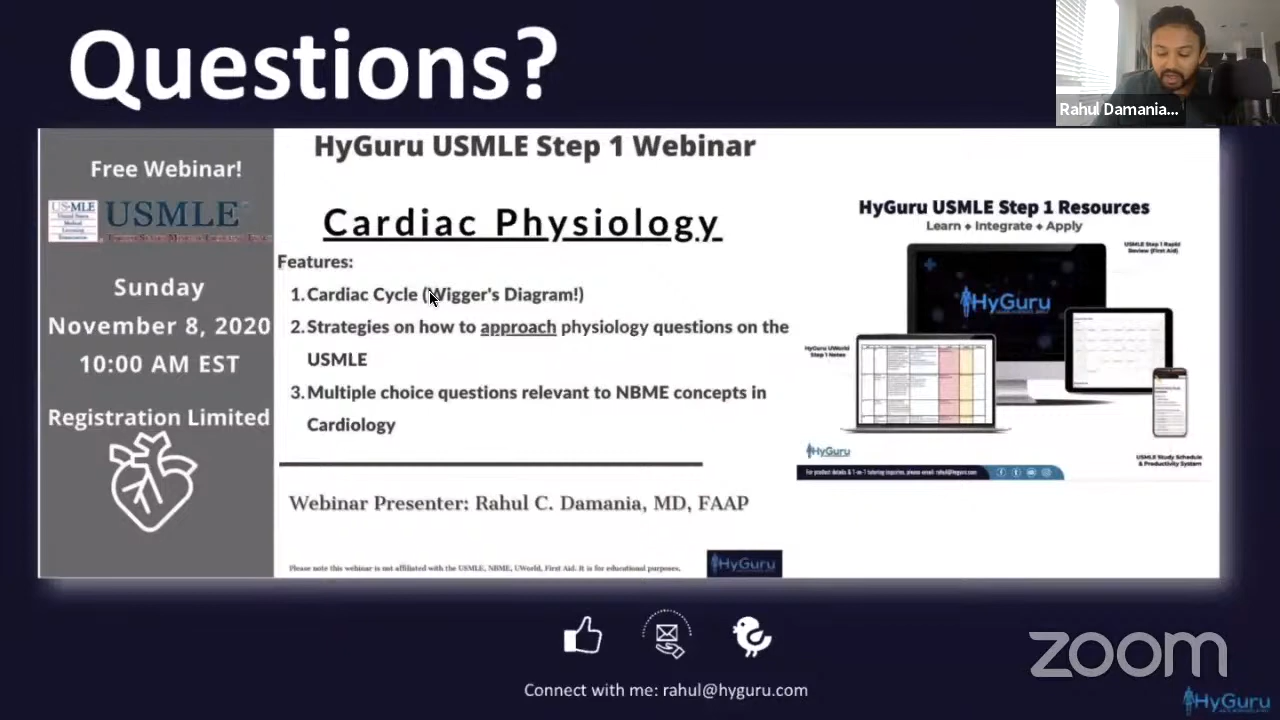 Questions?
Rahul Damania...
Free Webinar!
US·MLE
United States
Medical
Licensing
Examination
USMLE
Sunday
November 8, 2020
10:00 AM EST
Registration Limited
HyGuru USMLE Step 1 Webinar
Cardiac Physiology
Features:
1. Cardiac Cycle (Wigger's Diagram!)
2. Strategies on how to approach physiology questions on the
USMLE
3. Multiple choice questions relevant to NBME concepts in
Cardiology
Webinar Presenter: Rahul C. Damania, MD, FAAP
Please note this webinar is not affiliated with the USMLE, NBME, UWorld, First Aid. It is for educational purposes.
HyGuru
HyGuru USMLE Step 1 Resources
Learn + Integrate + Apply
USMLE Step 1 Rapid
Review (First Aid)
HyGuru
HyGuru UWorld
Step 1 Notes
HyGuru
USMLE Study Schedule
& Productivity System
For product details & 1-on-1 tutoring inquiries, please email: rahul@hyguru.com
Connect with me: rahul@hyguru.com
zoom
HyGuru